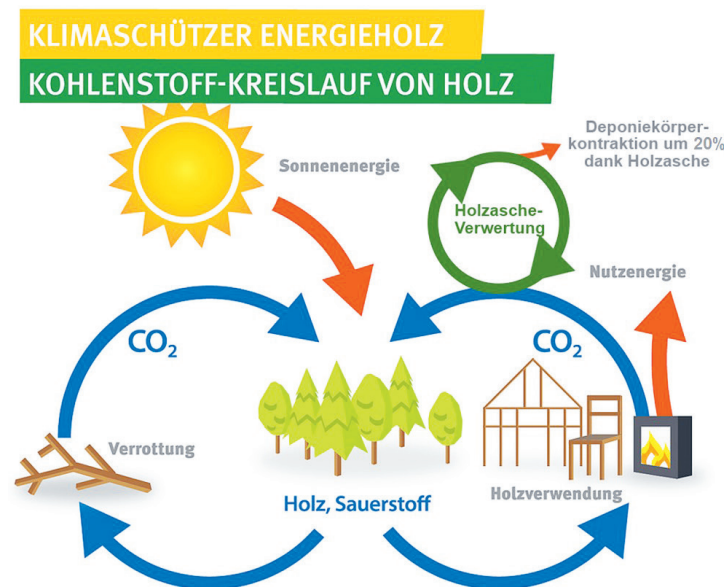 KLIMASCHÜTZER ENERGIEHOLZ
KOHLENSTOFF-KREISLAUF VON HOLZ
Deponiekörper-
kontraktion um 20%
dank Holzasche
Sonnenenergie
Holzasche-
Verwertung
Nutzenergie
CO₂
CO₂
Verrottung
Holzverwendung
Holz, Sauerstoff